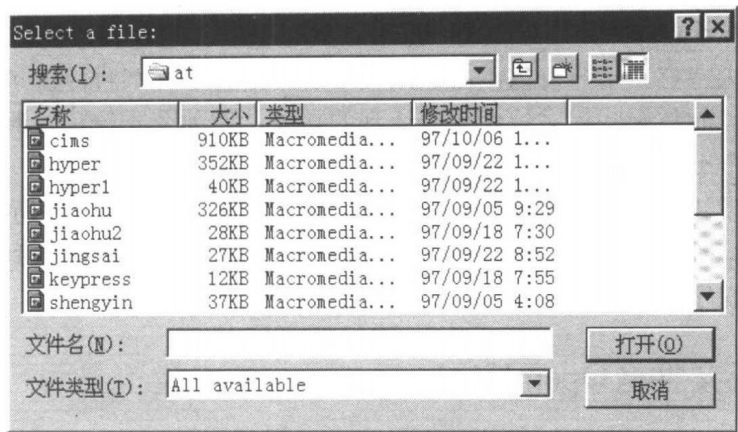 Select a file:
搜索(I): at
名称 大小 类型 修改时间
cims 910KB Macromedia... 97/10/06 1...
hyper 352KB Macromedia... 97/09/22 1...
hyper1 40KB Macromedia... 97/09/22 1...
jiaohu 326KB Macromedia... 97/09/05 9:29
jiaohu2 28KB Macromedia... 97/09/18 7:30
jingsai 27KB Macromedia... 97/09/22 8:52
keypress 12KB Macromedia... 97/09/18 7:55
shengyin 37KB Macromedia... 97/09/05 4:08
文件名(N): 打开(O)
文件类型(T): All available 取消